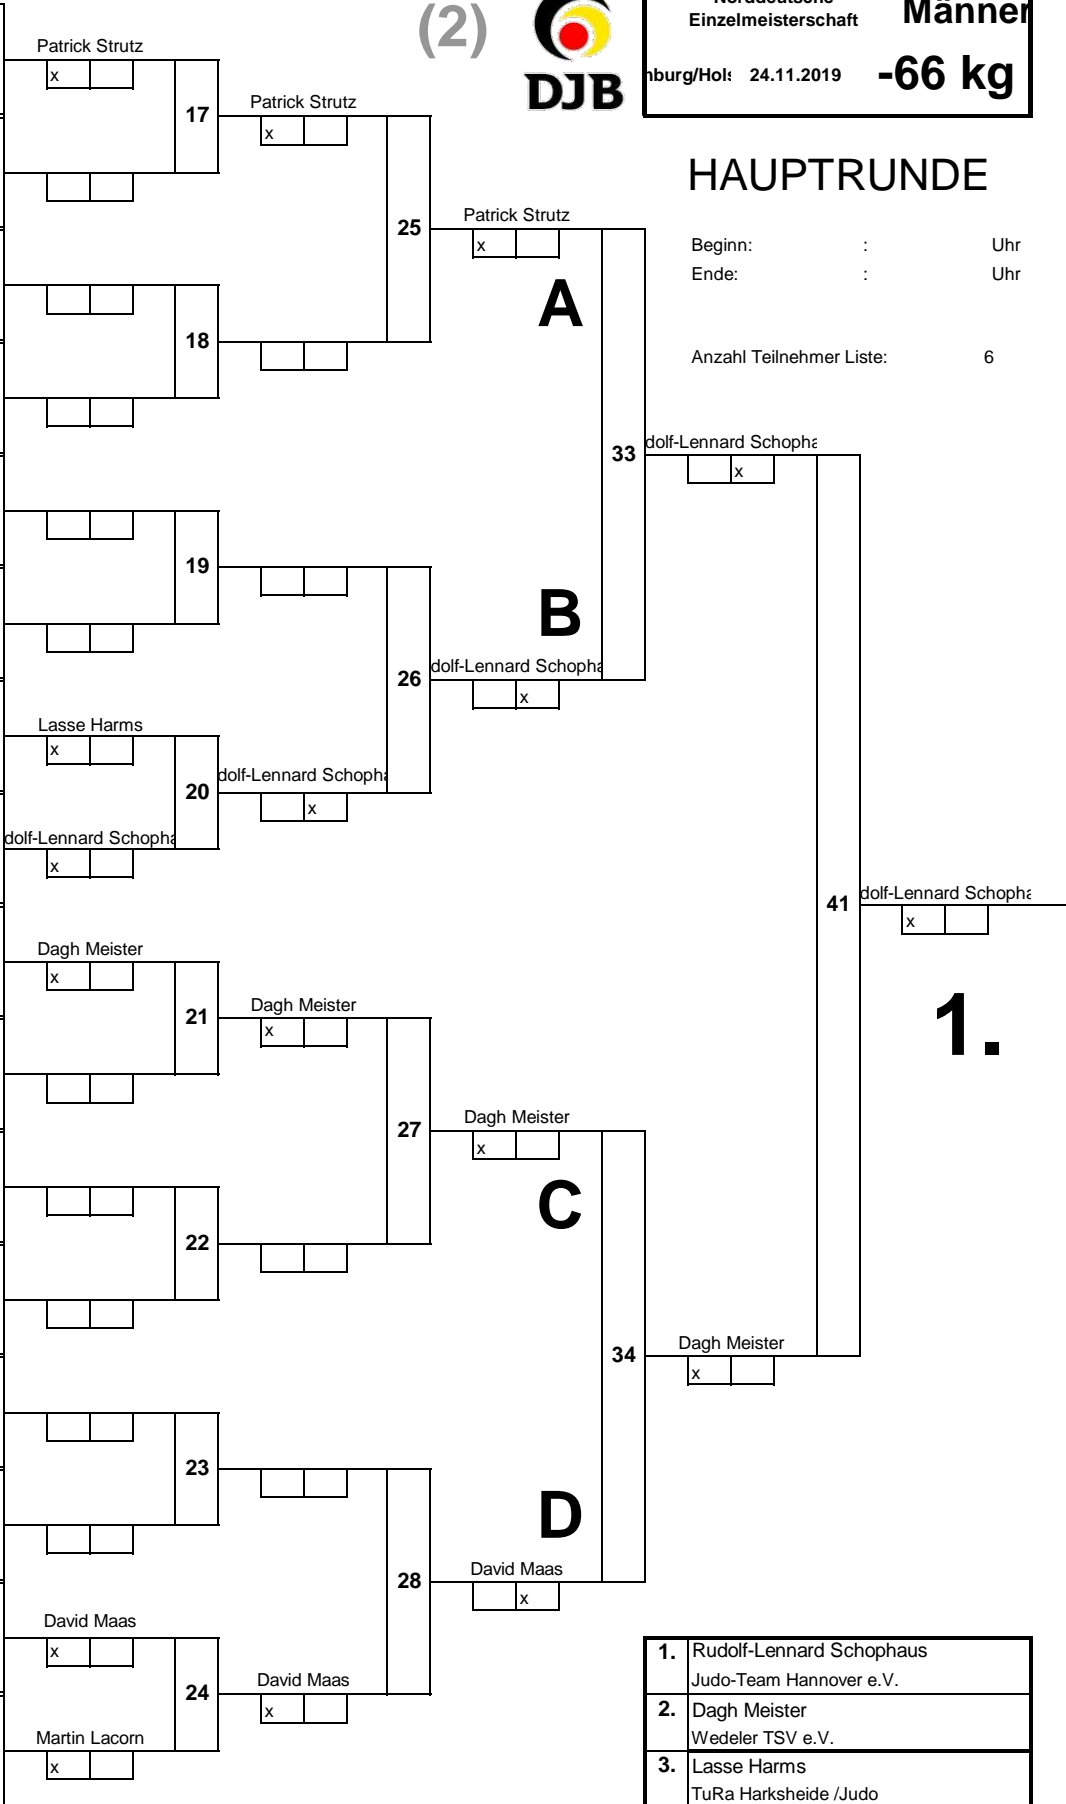 (2)
DJB
Norddeutsche
Einzelmeisterschaft
Männer
24.11.2019
-66 kg
HAUPTRUNDE
Beginn: : Uhr
Ende: : Uhr
Anzahl Teilnehmer Liste: 6
Patrick Strutz
x
17
Patrick Strutz
x
25
Patrick Strutz
x
A
18
33
dolf-Lennard Schopha
x
19
B
26
dolf-Lennard Schopha
x
Lasse Harms
x
20
dolf-Lennard Schopha
x
dolf-Lennard Schopha
x
41
dolf-Lennard Schopha
x
1.
Dagh Meister
x
21
Dagh Meister
x
27
Dagh Meister
x
C
22
34
Dagh Meister
x
23
D
28
David Maas
x
David Maas
x
24
David Maas
x
Martin Lacorn
x
1. Rudolf-Lennard Schophaus
Judo-Team Hannover e.V.
2. Dagh Meister
Wedeler TSV e.V.
3. Lasse Harms
TuRa Harksheide /Judo